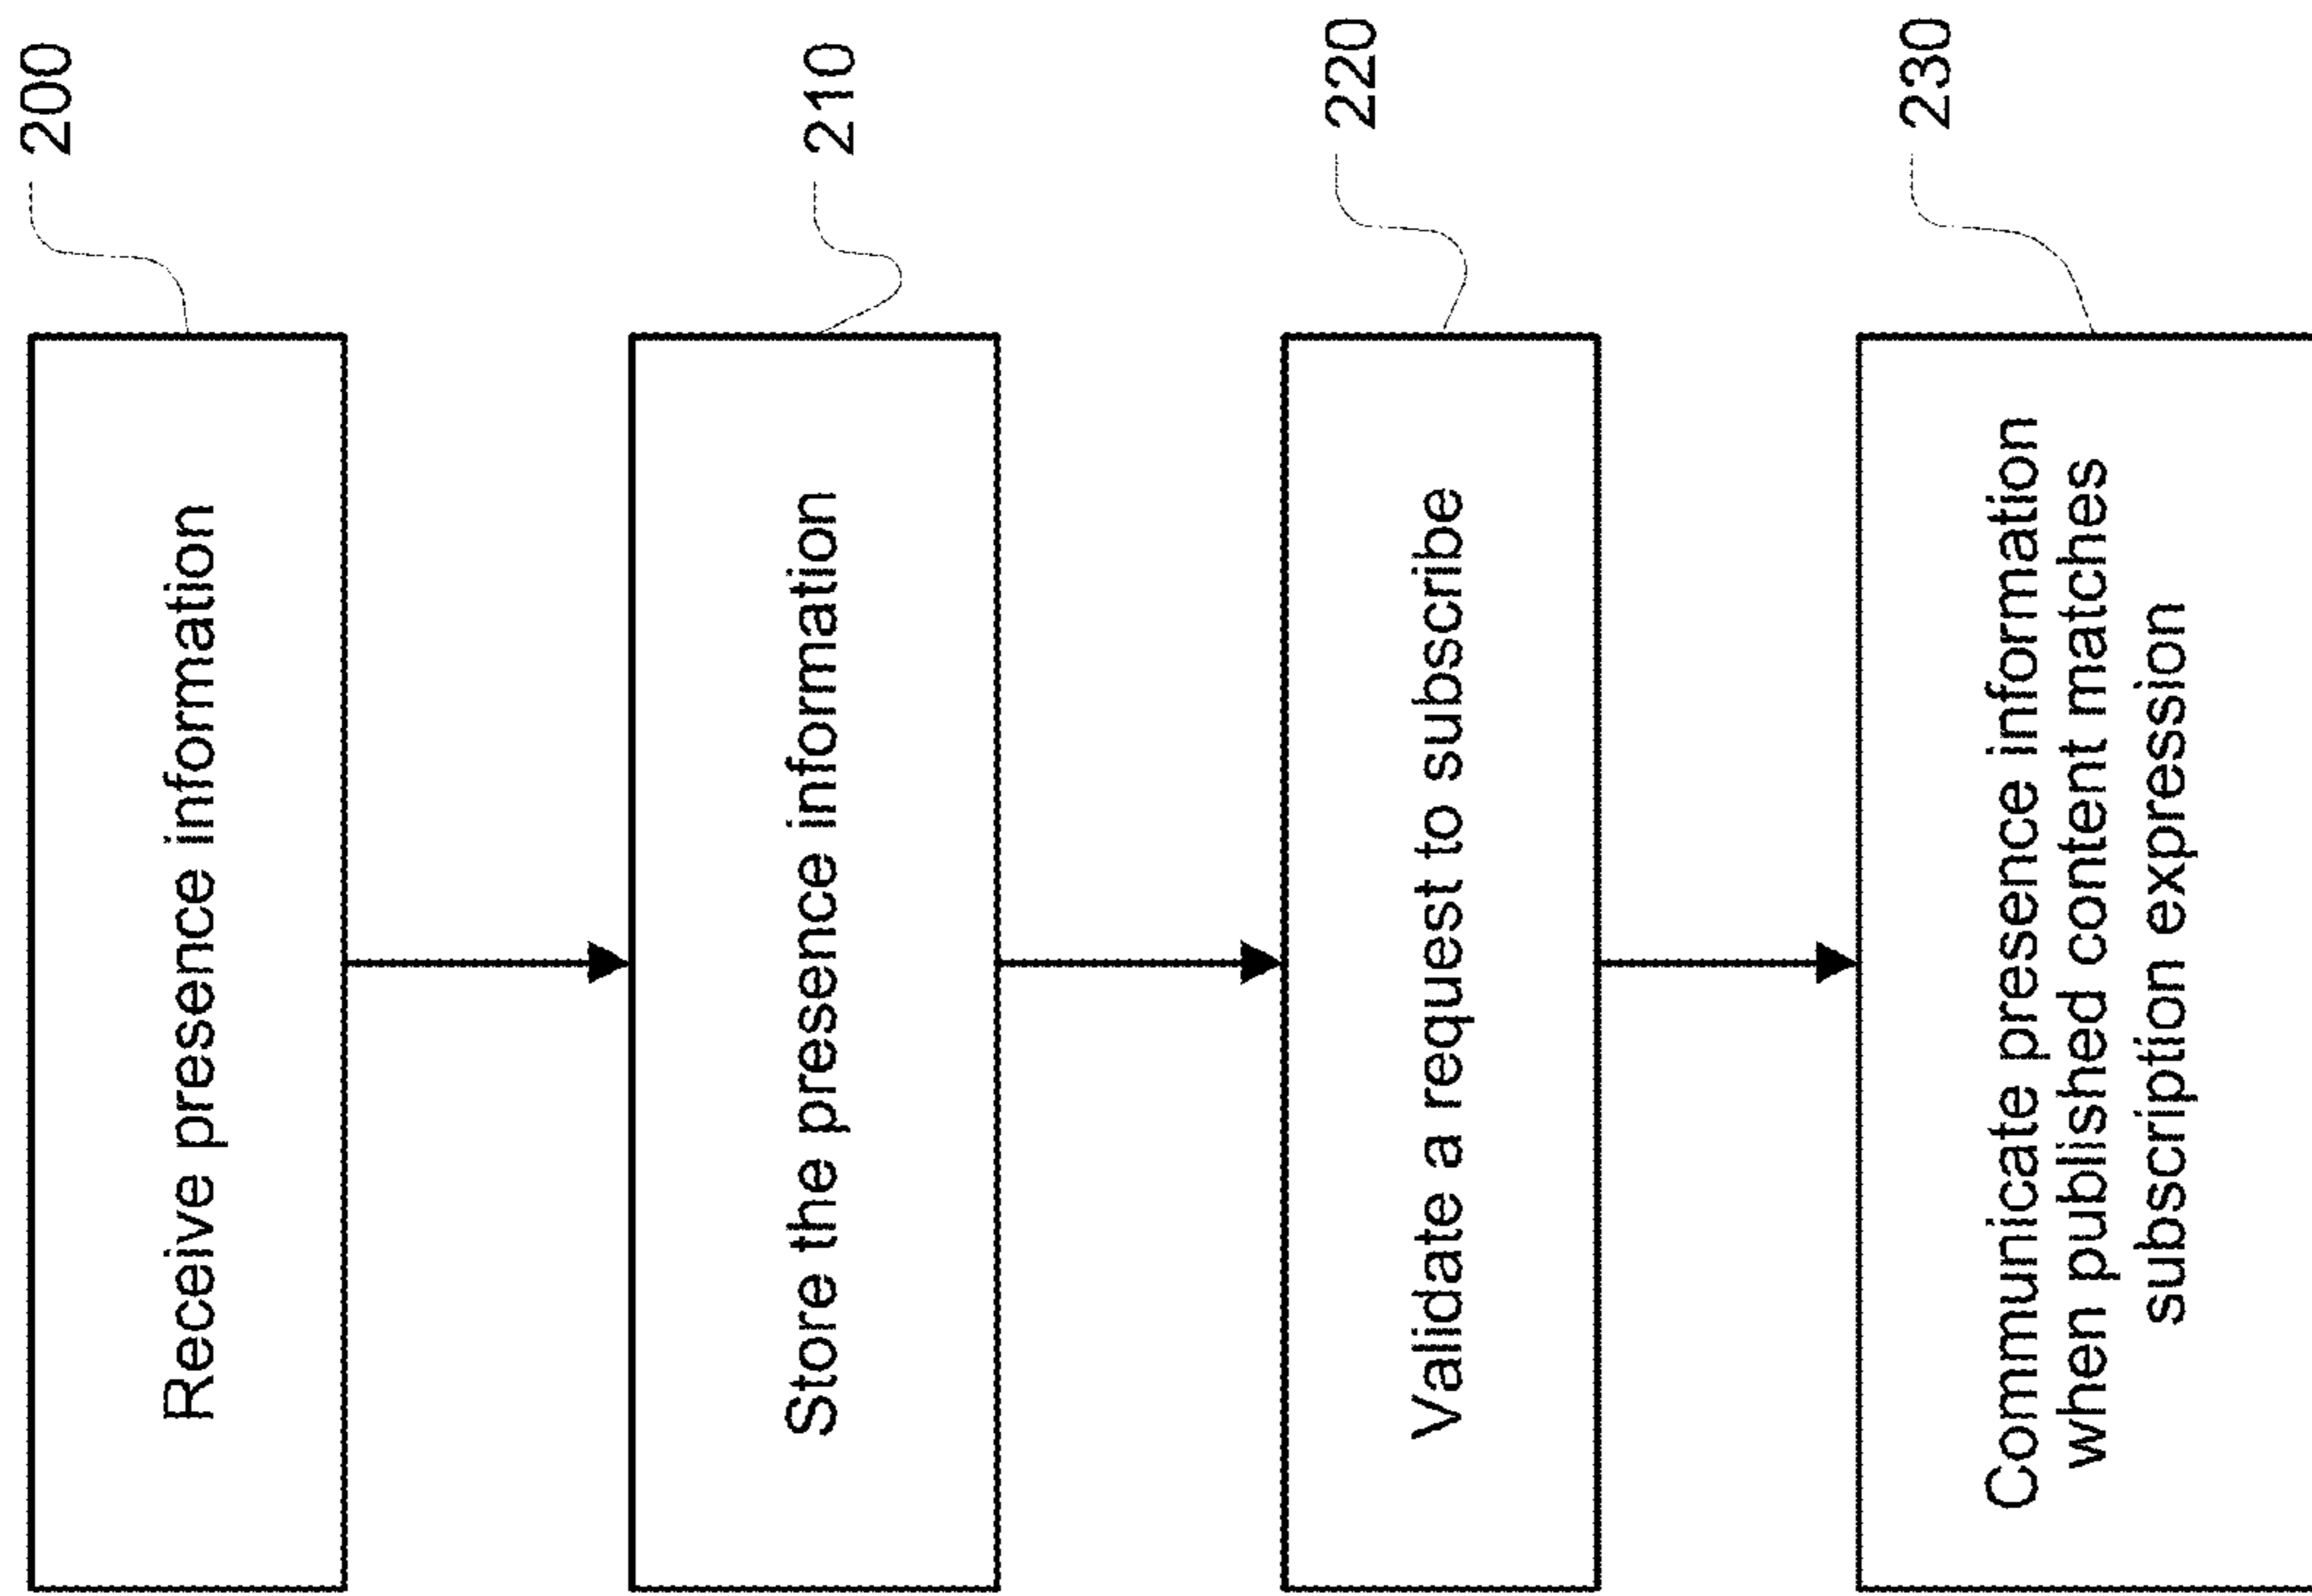 Receive presence information
200
Store the presence information
210
Validate a request to subscribe
220
Communicate presence information
when published content matches
subscription expression
230